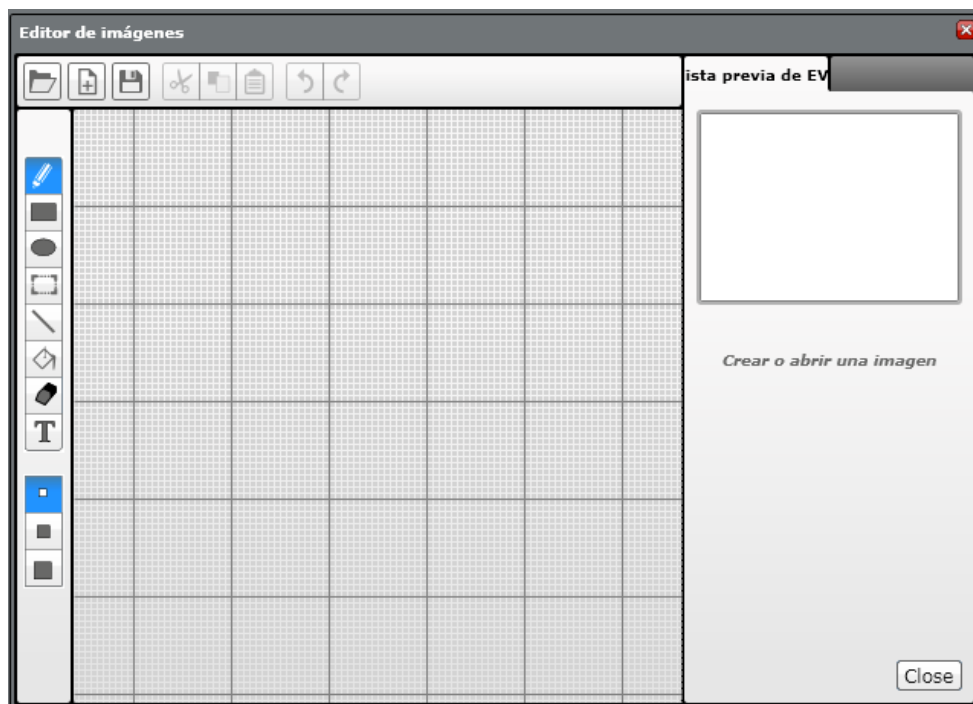 Editor de imágenes
ista previa de EV
Crear o abrir una imagen
T
Close